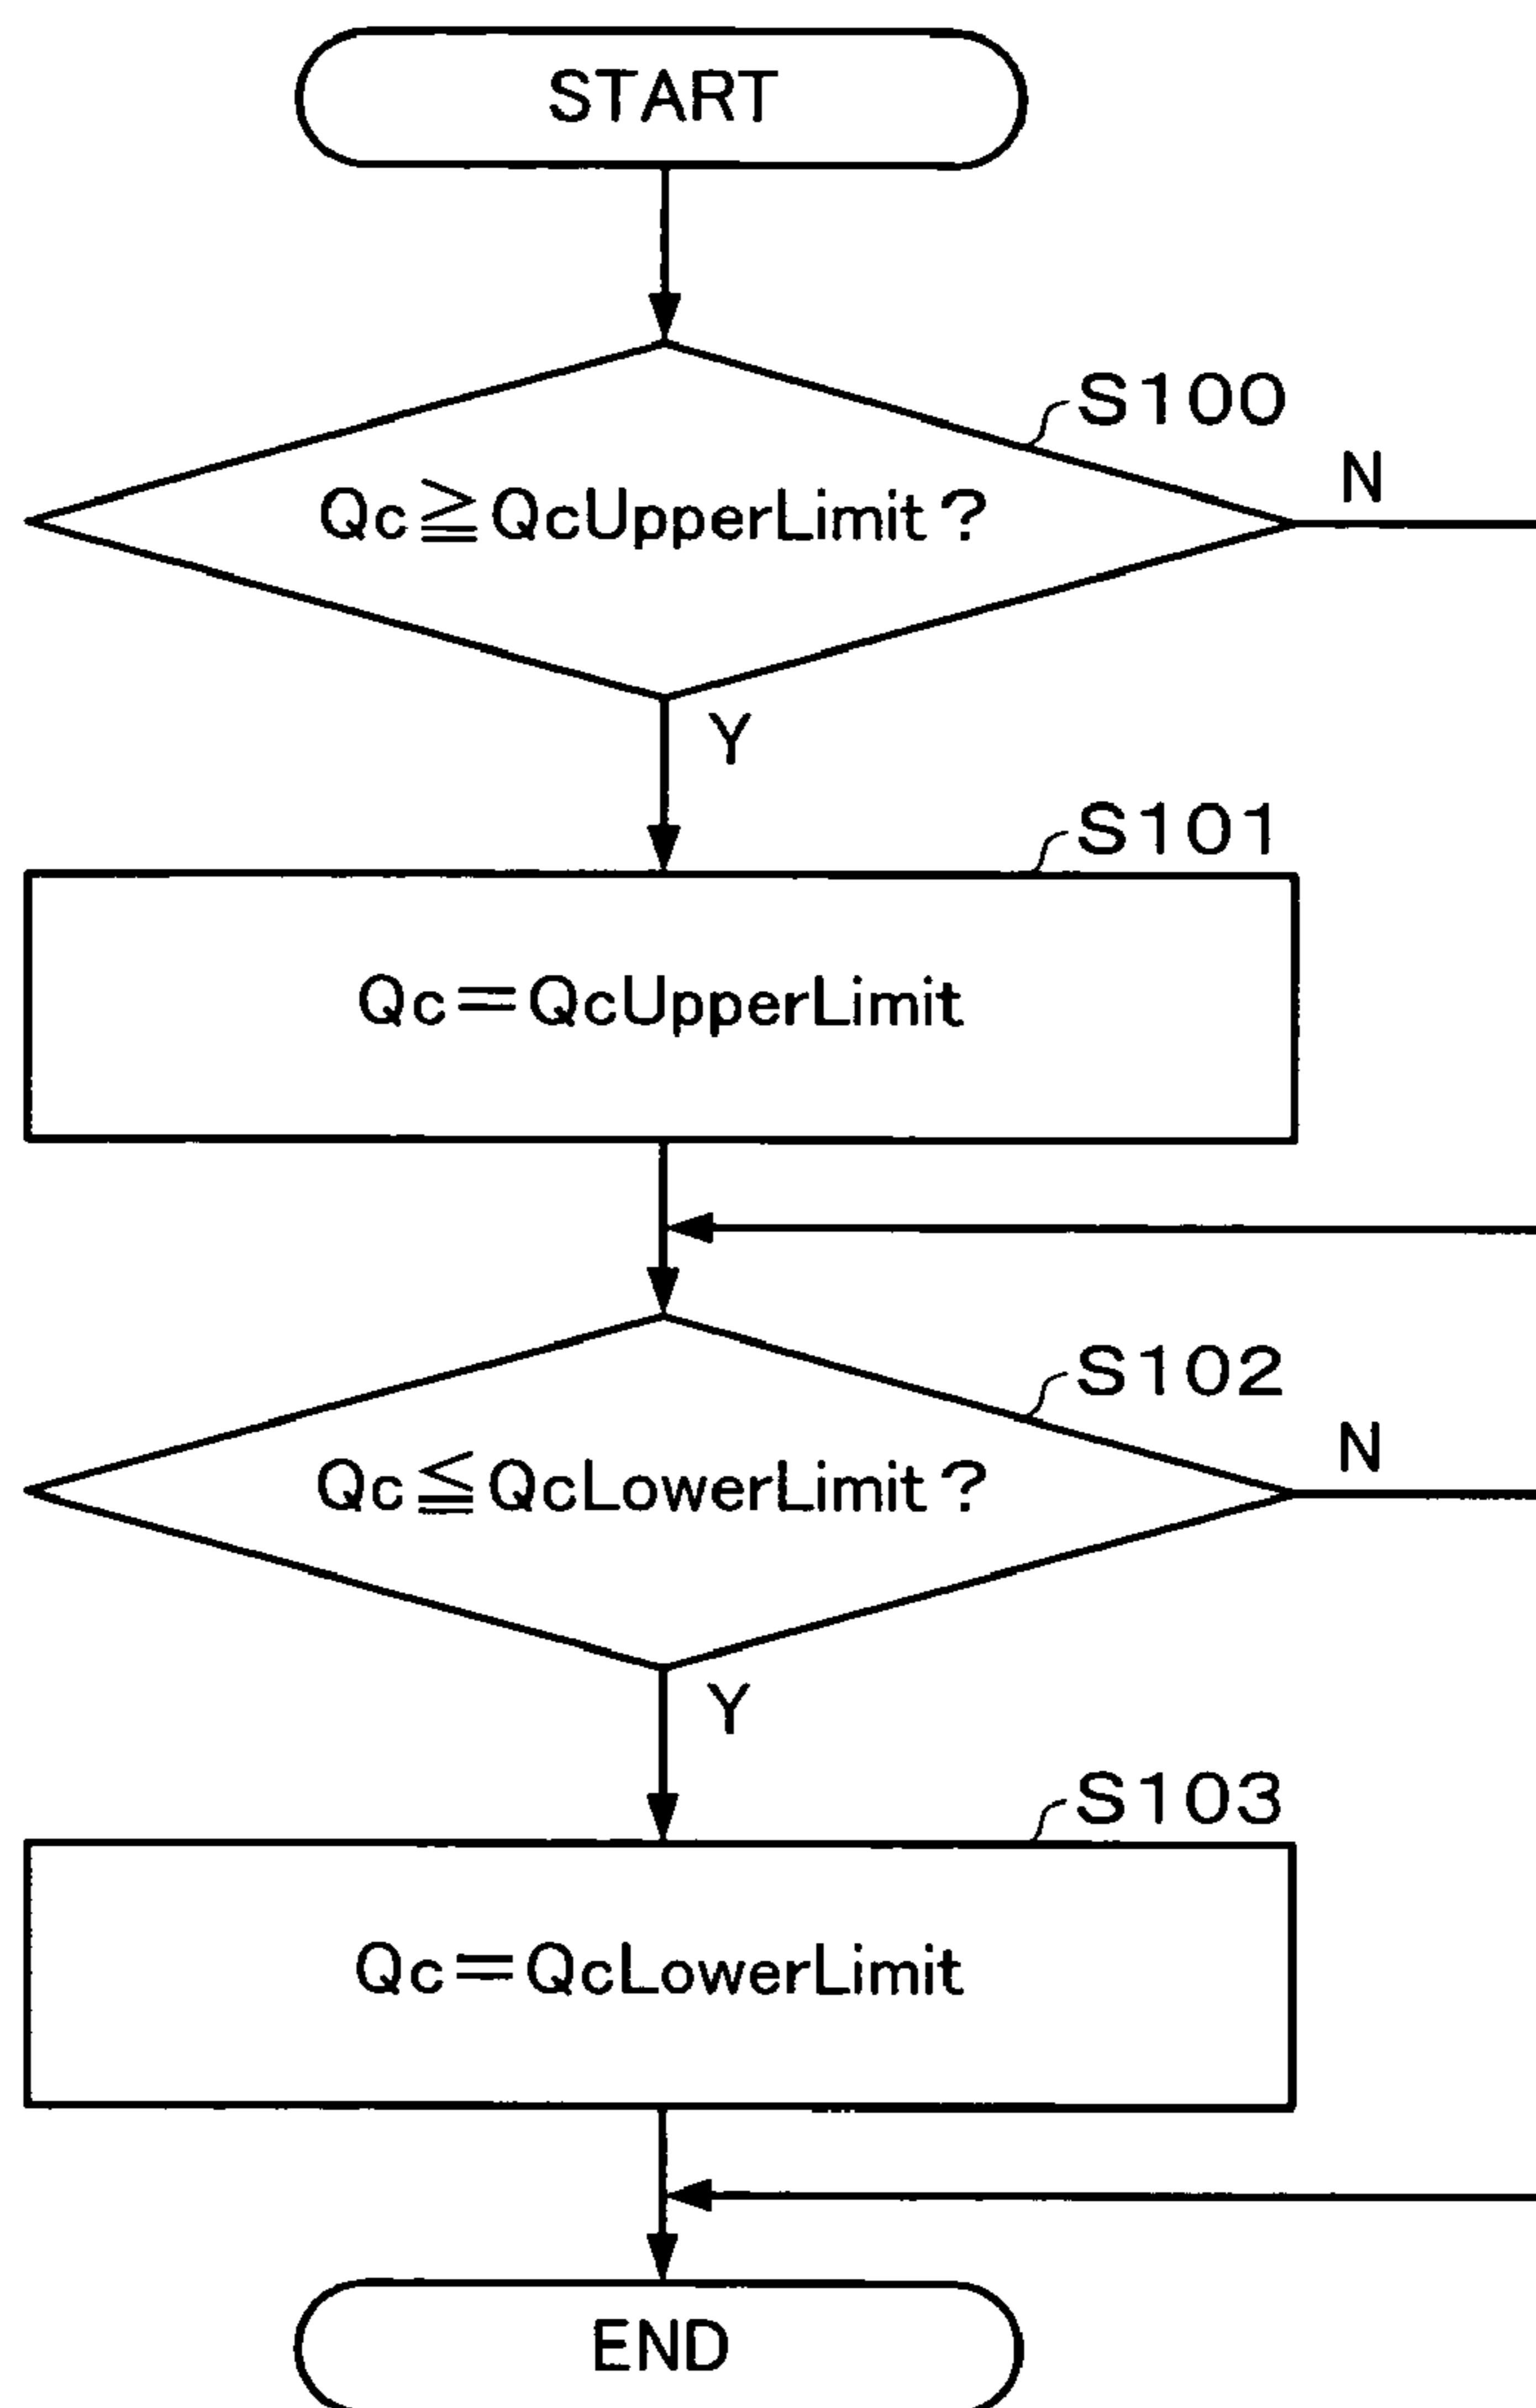 START
S100
N
Qc≧QcUpperLimit?
Y
S101
Qc=QcUpperLimit
S102
N
Qc≦QcLowerLimit?
Y
S103
Qc=QcLowerLimit
END